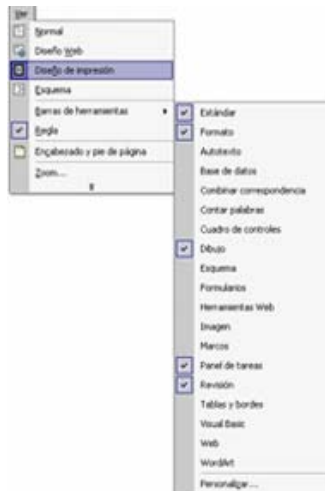 Ver
Normal
Diseño Web
Diseño de impresión
Esquema
Barras de herramientas
Regla
Encabezado y pie de página
Zoom...
Estándar
Formato
Autotexto
Base de datos
Combinar correspondencia
Contar palabras
Cuadro de controles
Dibujo
Esquema
Formularios
Herramientas Web
Imagen
Marcos
Panel de tareas
Revisión
Tablas y bordes
Visual Basic
Web
WordArt
Personalizar...